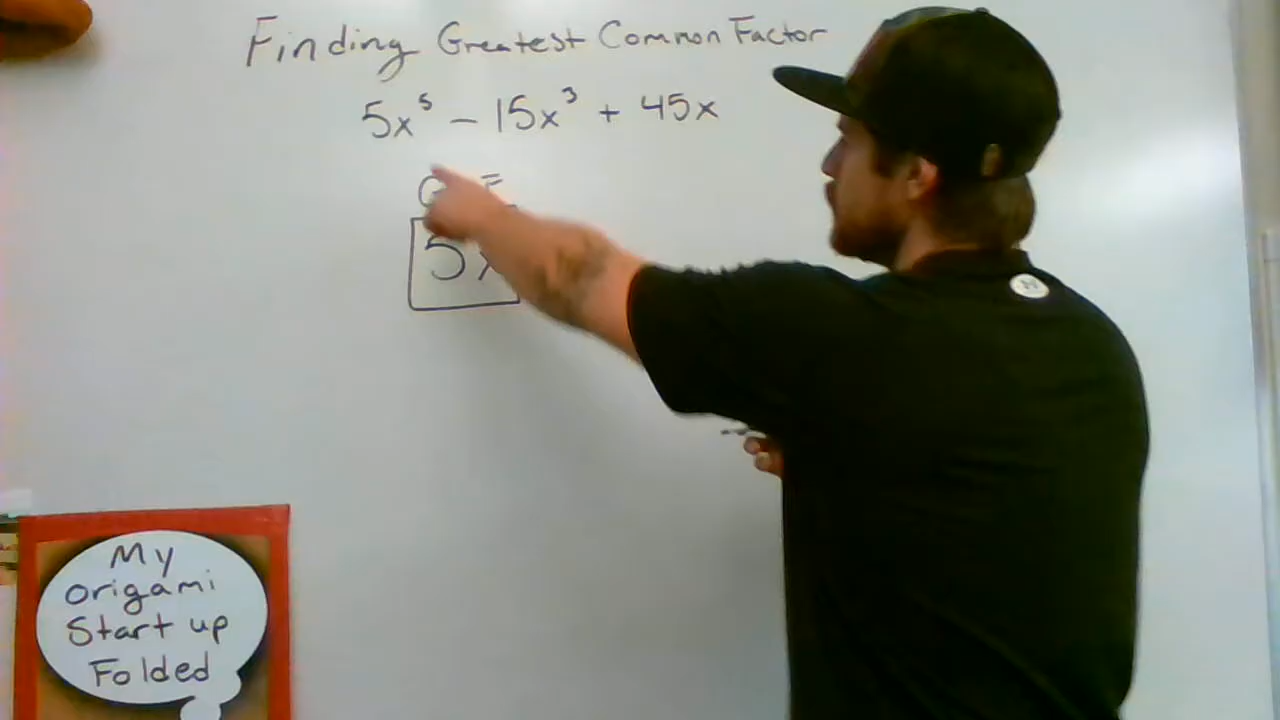 Finding Greatest Common Factor
5x⁵ - 15x³ + 45x
5x
My
origami
Start up
Folded